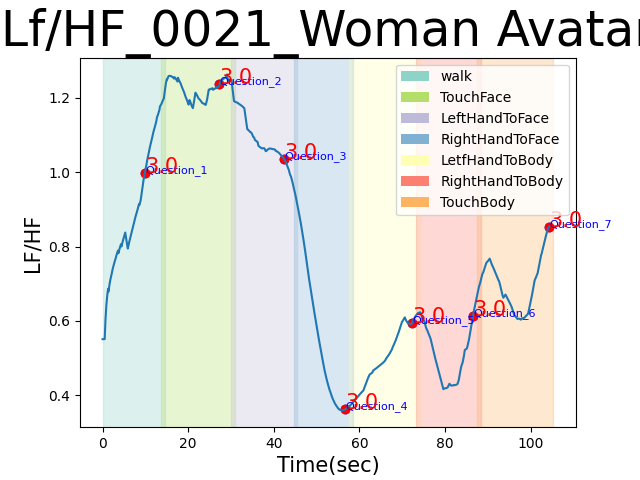 Lf/HF_0021_Woman Avatar
walk
TouchFace
LeftHandToFace
RightHandToFace
LetfHandToBody
RightHandToBody
TouchBody
LF/HF
1.2
1.0
0.8
0.6
0.4
3.0
Question_1
3.0
Question_2
3.0
Question_3
3.0
Question_4
3.0
Question_5
3.0
Question_6
3.0
Question_7
0
20
40
60
80
100
Time(sec)